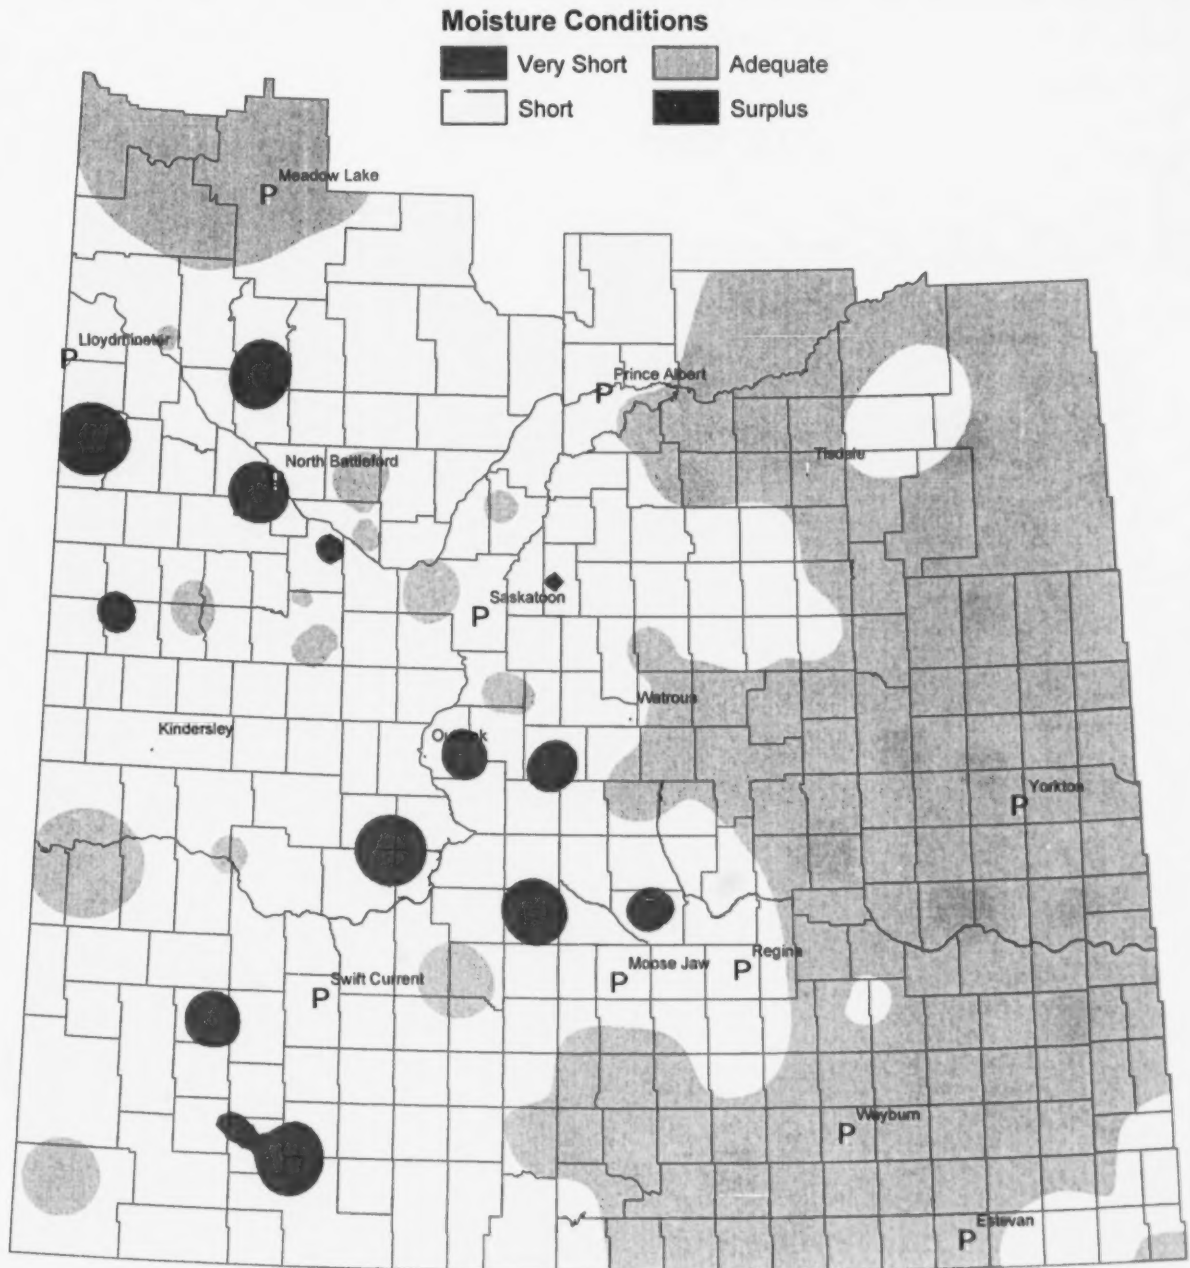 Moisture Conditions
Very Short
Adequate
Short
Surplus
Meadow Lake
P
Lloydminster
P
Prince Albert
P
North Battleford
Tisdale
Saskatoon
P
Watrous
Kindersley
Yorkton
P
Regina
P
Moose Jaw
P
Swift Current
P
Weyburn
P
Estevan
P